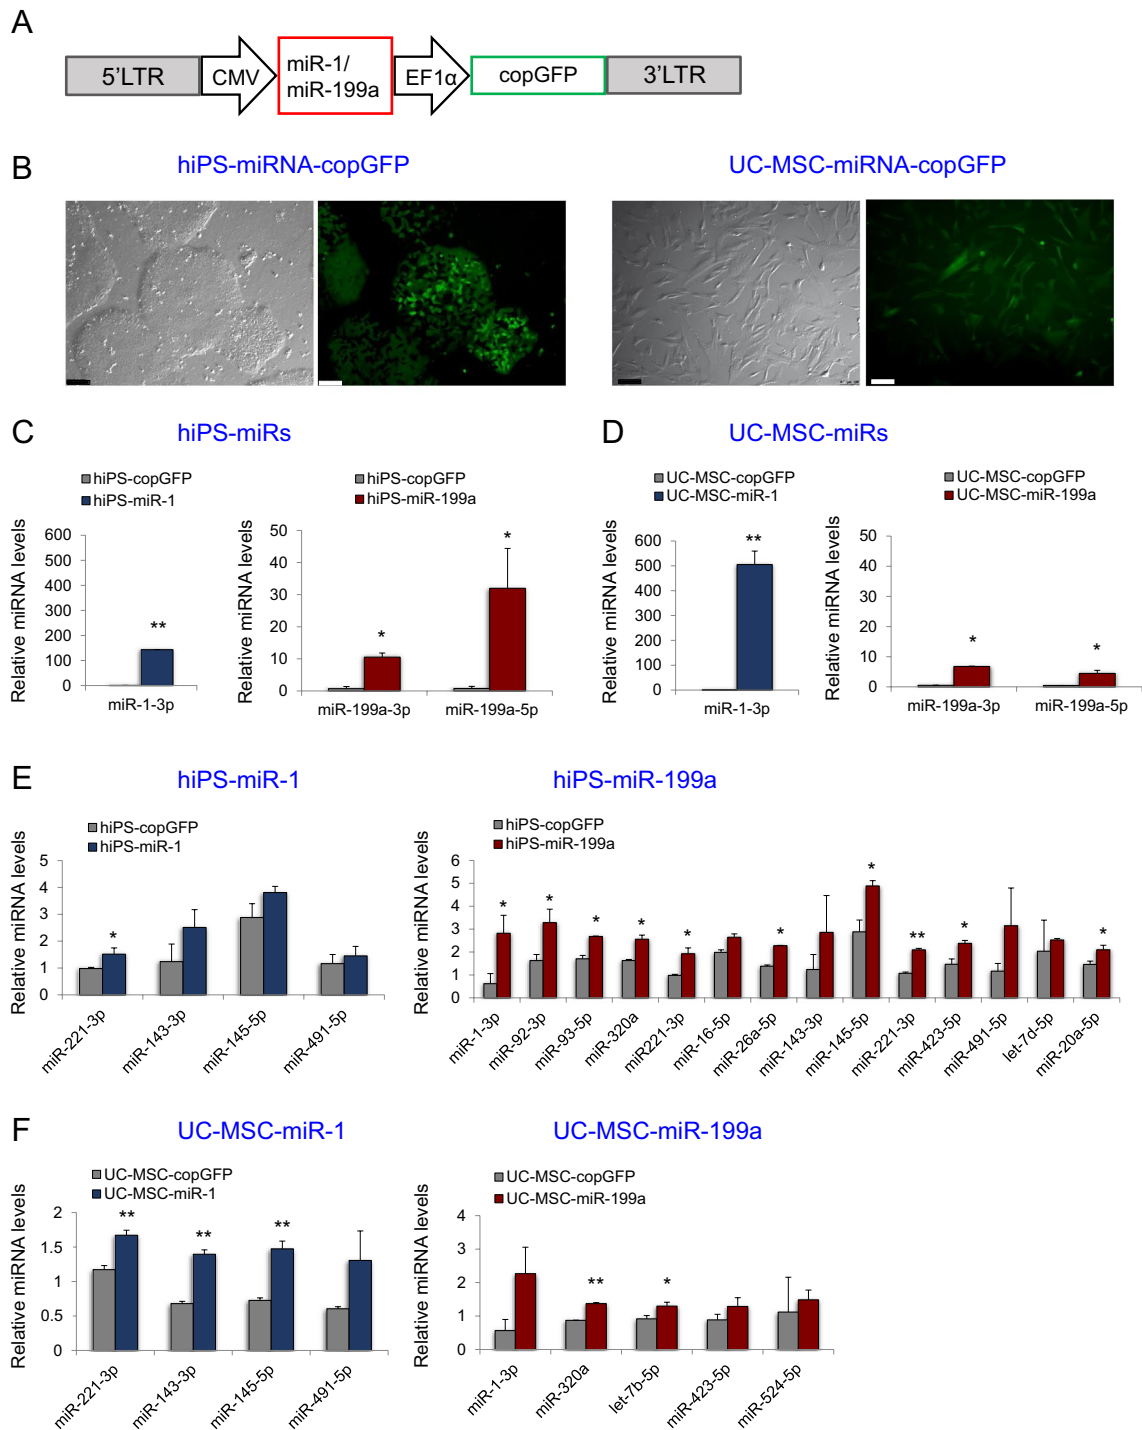 A
5'LTR
CMV
miR-1/
miR-199a
EF1α
copGFP
3'LTR
B
hiPS-miRNA-copGFP
UC-MSC-miRNA-copGFP
C
hiPS-miRs
hiPS-copGFP
hiPS-miR-1
Relative miRNA levels
600
500
400
300
200
100
0
**
miR-1-3p
hiPS-copGFP
hiPS-miR-199a
Relative miRNA levels
50
40
30
20
10
0
*
*
miR-199a-3p
miR-199a-5p
D
UC-MSC-miRs
UC-MSC-copGFP
UC-MSC-miR-1
Relative miRNA levels
600
500
400
300
200
100
0
**
miR-1-3p
UC-MSC-copGFP
UC-MSC-miR-199a
Relative miRNA levels
50
40
30
20
10
0
*
*
miR-199a-3p
miR-199a-5p
E
hiPS-miR-1
hiPS-copGFP
hiPS-miR-1
Relative miRNA levels
5
4
3
2
1
0
*
miR-221-3p
miR-143-3p
miR-145-5p
miR-491-5p
hiPS-miR-199a
hiPS-copGFP
hiPS-miR-199a
Relative miRNA levels
6
5
4
3
2
1
0
*
*
*
*
*
*
*
**
*
*
miR-1-3p
miR-92-3p
miR-93-5p
miR-320a
miR221-3p
miR-16-5p
miR-26a-5p
miR-143-3p
miR-145-5p
miR-221-3p
miR-423-5p
miR-491-5p
let-7d-5p
miR-20a-5p
F
UC-MSC-miR-1
UC-MSC-copGFP
UC-MSC-miR-1
Relative miRNA levels
2
1.5
1
0.5
0
**
**
**
miR-221-3p
miR-143-3p
miR-145-5p
miR-491-5p
UC-MSC-miR-199a
UC-MSC-copGFP
UC-MSC-miR-199a
Relative miRNA levels
4
3
2
1
0
**
*
miR-1-3p
miR-320a
let-7b-5p
miR-423-5p
miR-524-5p